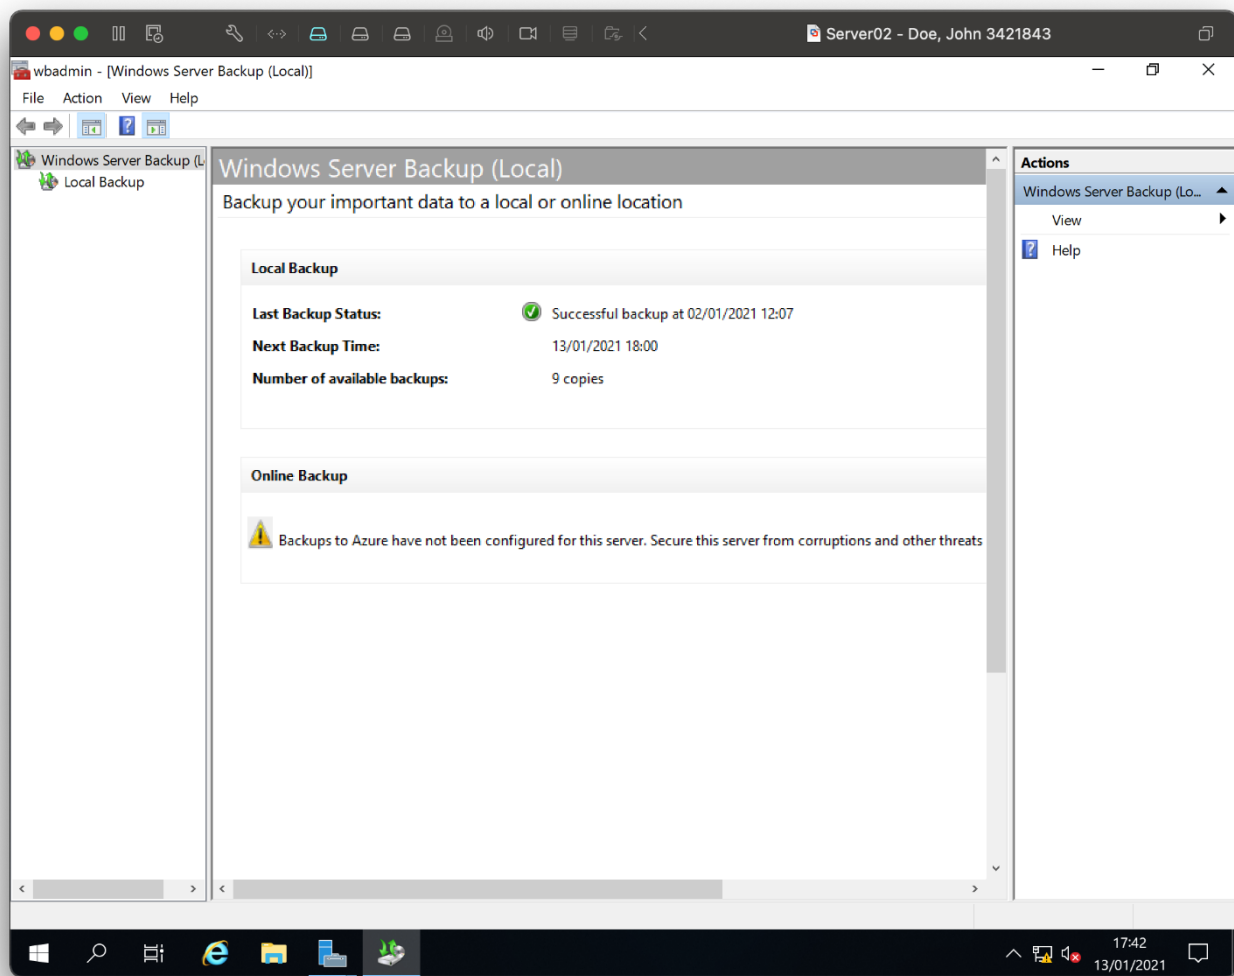 Server02 - Doe, John 3421843
wbadmin - [Windows Server Backup (Local)]
File Action View Help
Windows Server Backup (L
Local Backup
Windows Server Backup (Local)
Backup your important data to a local or online location
Local Backup
Last Backup Status: Successful backup at 02/01/2021 12:07
Next Backup Time: 13/01/2021 18:00
Number of available backups: 9 copies
Online Backup
Backups to Azure have not been configured for this server. Secure this server from corruptions and other threats
Actions
Windows Server Backup (Lo...
View
Help
17:42
13/01/2021